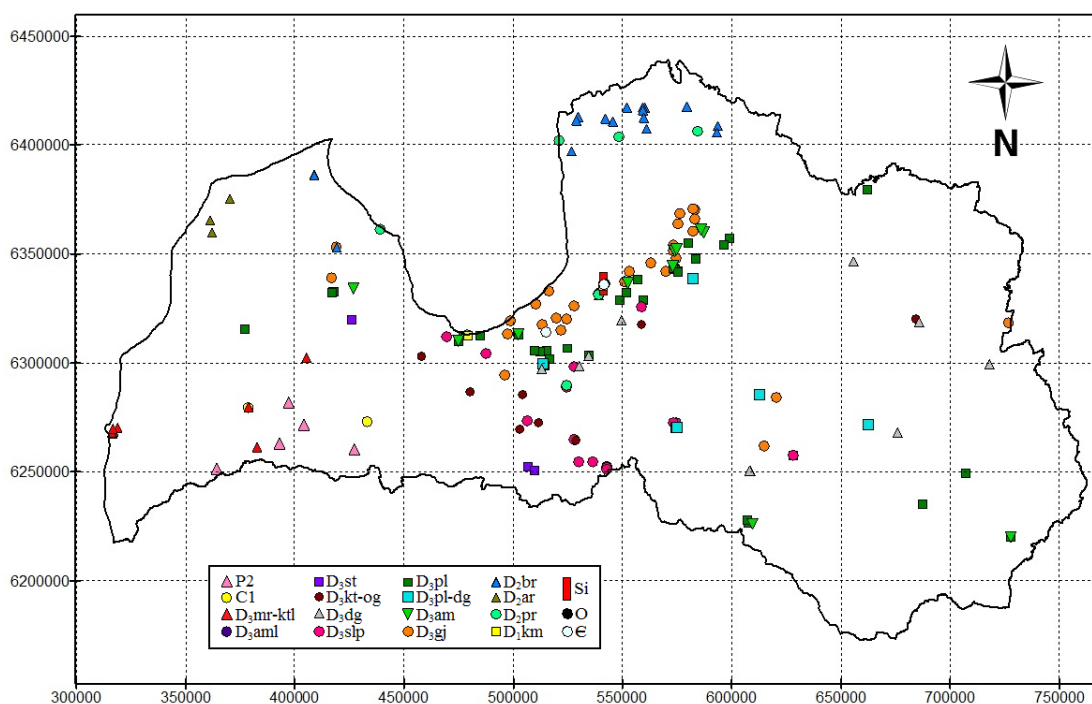 6450000
6400000
N
6350000
6300000
6250000
6200000
P2 D₃st D₃pl D₂br Si
C1 D₃kt-og D₃pl-dg D₂ar
D₃mr-ktl D₃dg D₃am D₂pr O
D₃aml D₃slp D₃gj D₁km Є
300000 350000 400000 450000 500000 550000 600000 650000 700000 750000